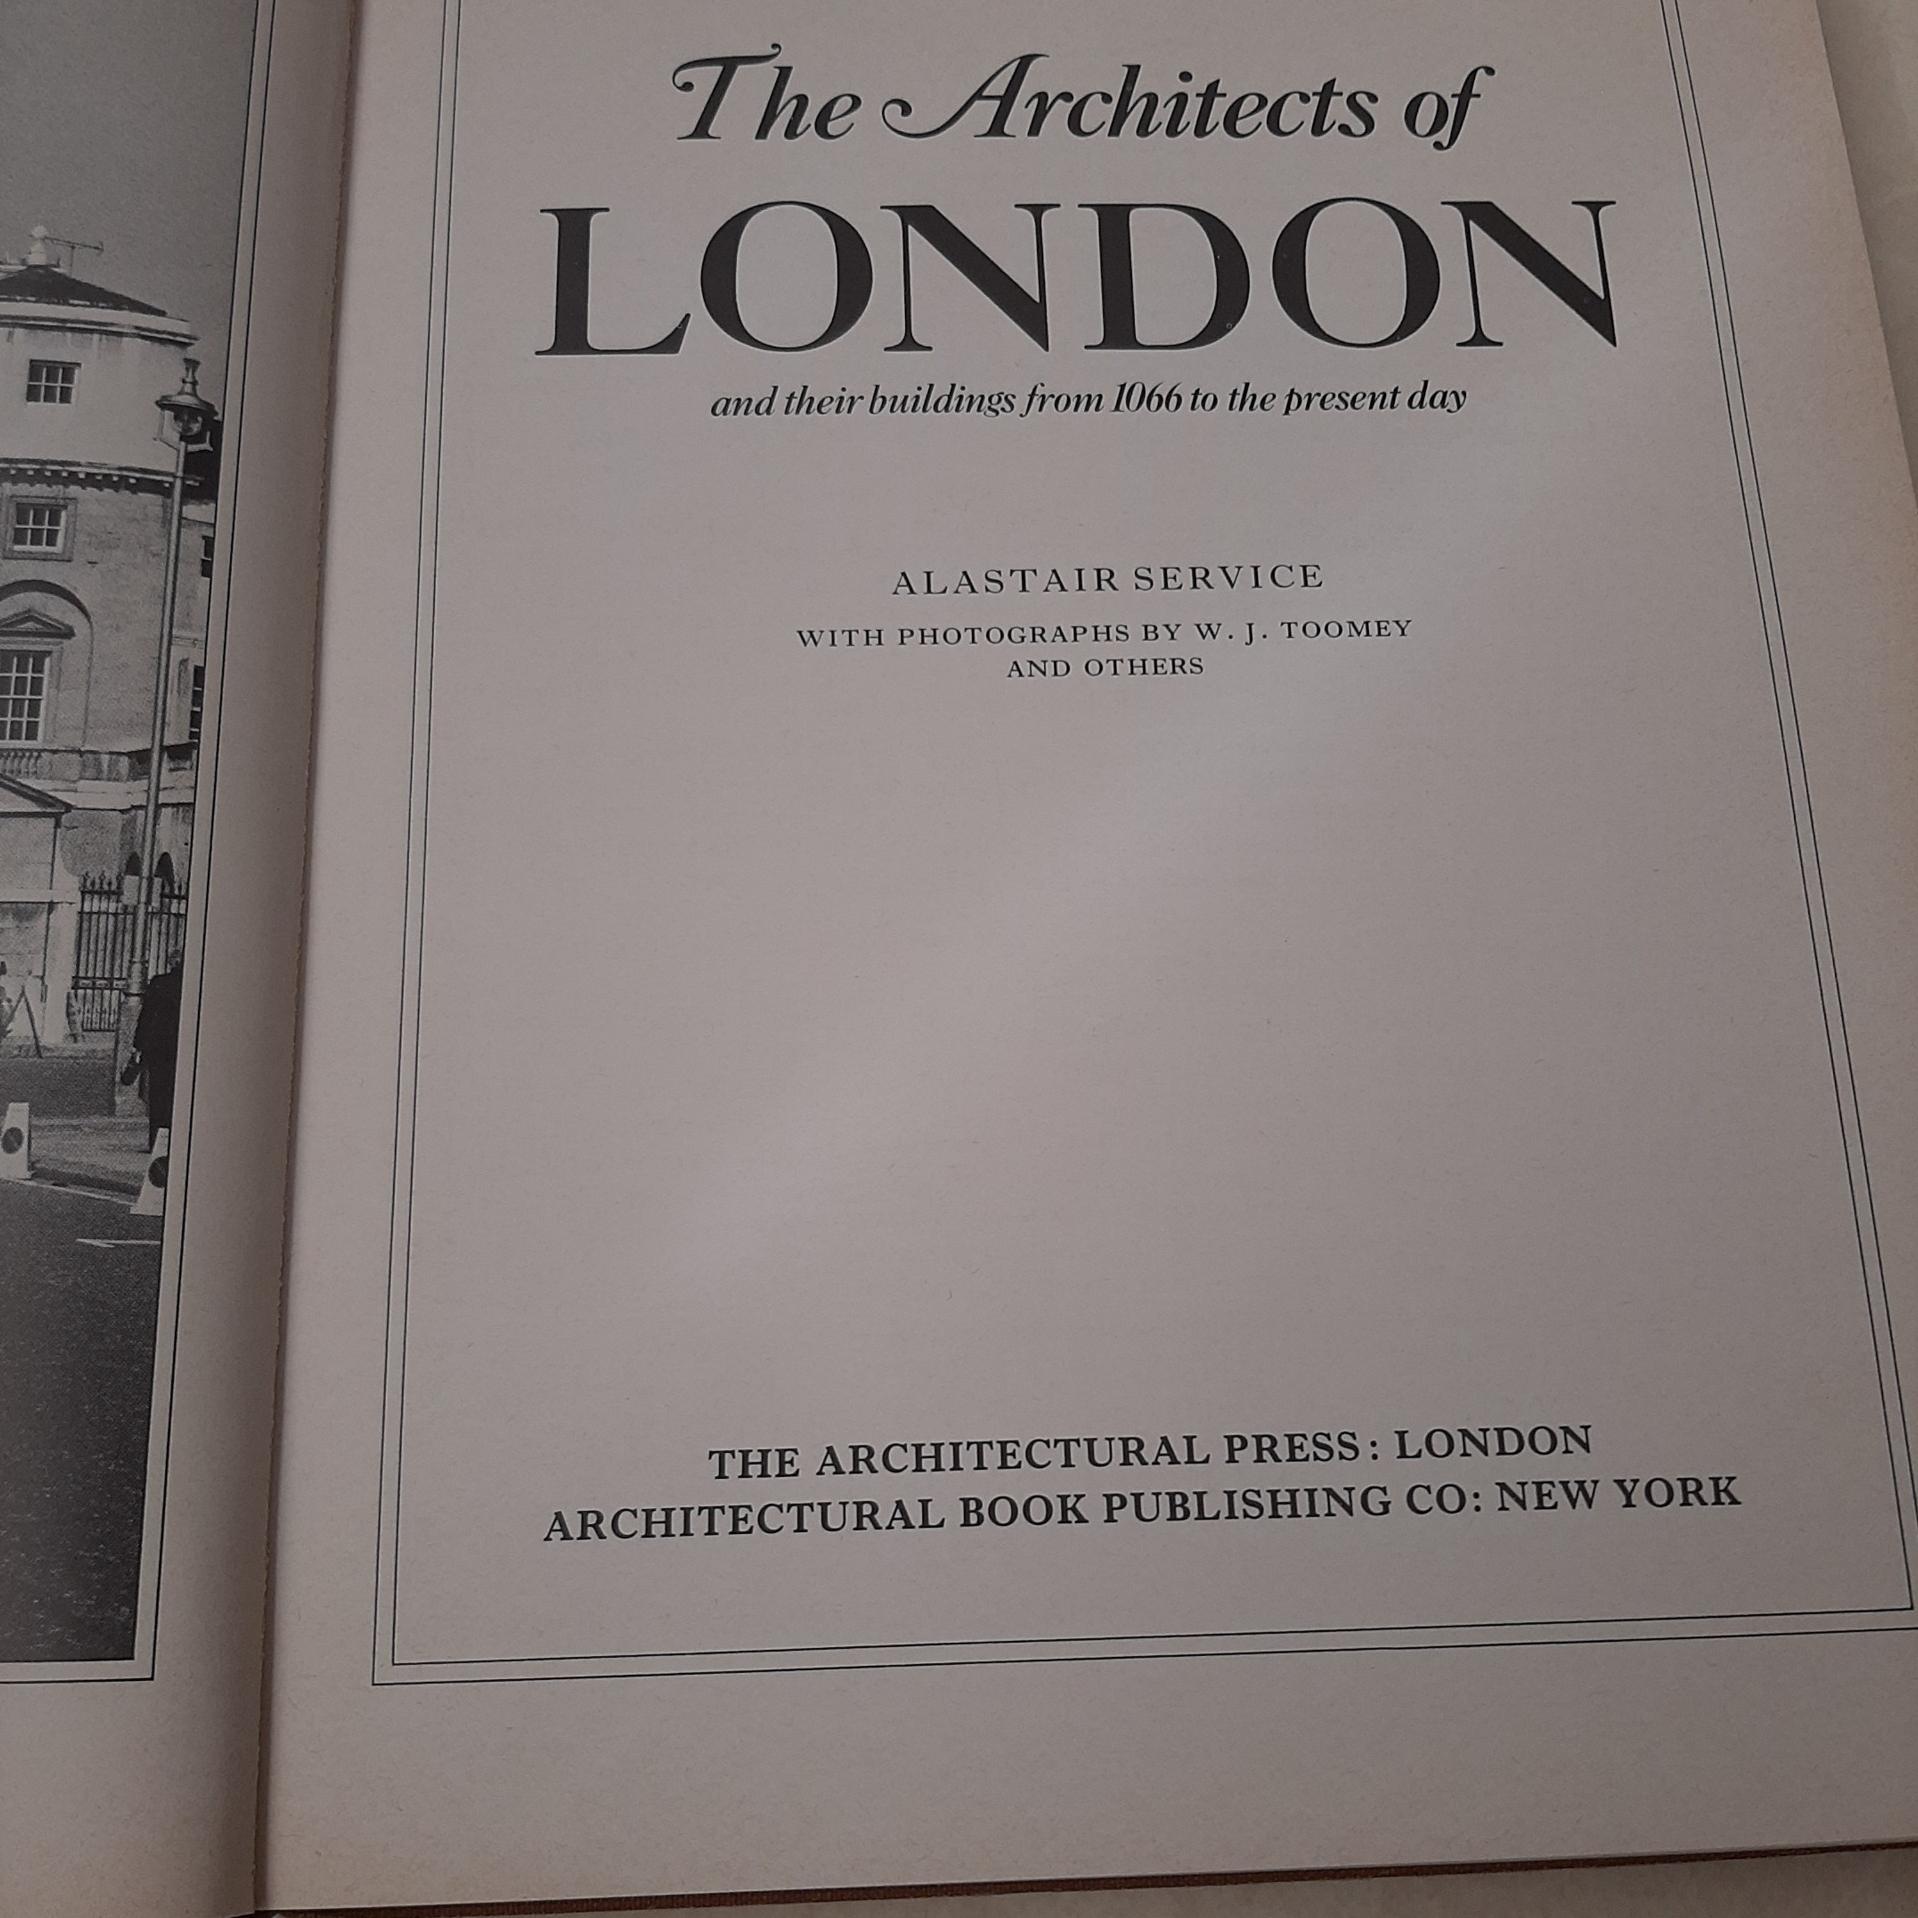 The Architects of
LONDON
and their buildings from 1066 to the present day
ALASTAIR SERVICE
WITH PHOTOGRAPHS BY W. J. TOOMEY
AND OTHERS
THE ARCHITECTURAL PRESS: LONDON
ARCHITECTURAL BOOK PUBLISHING CO: NEW YORK